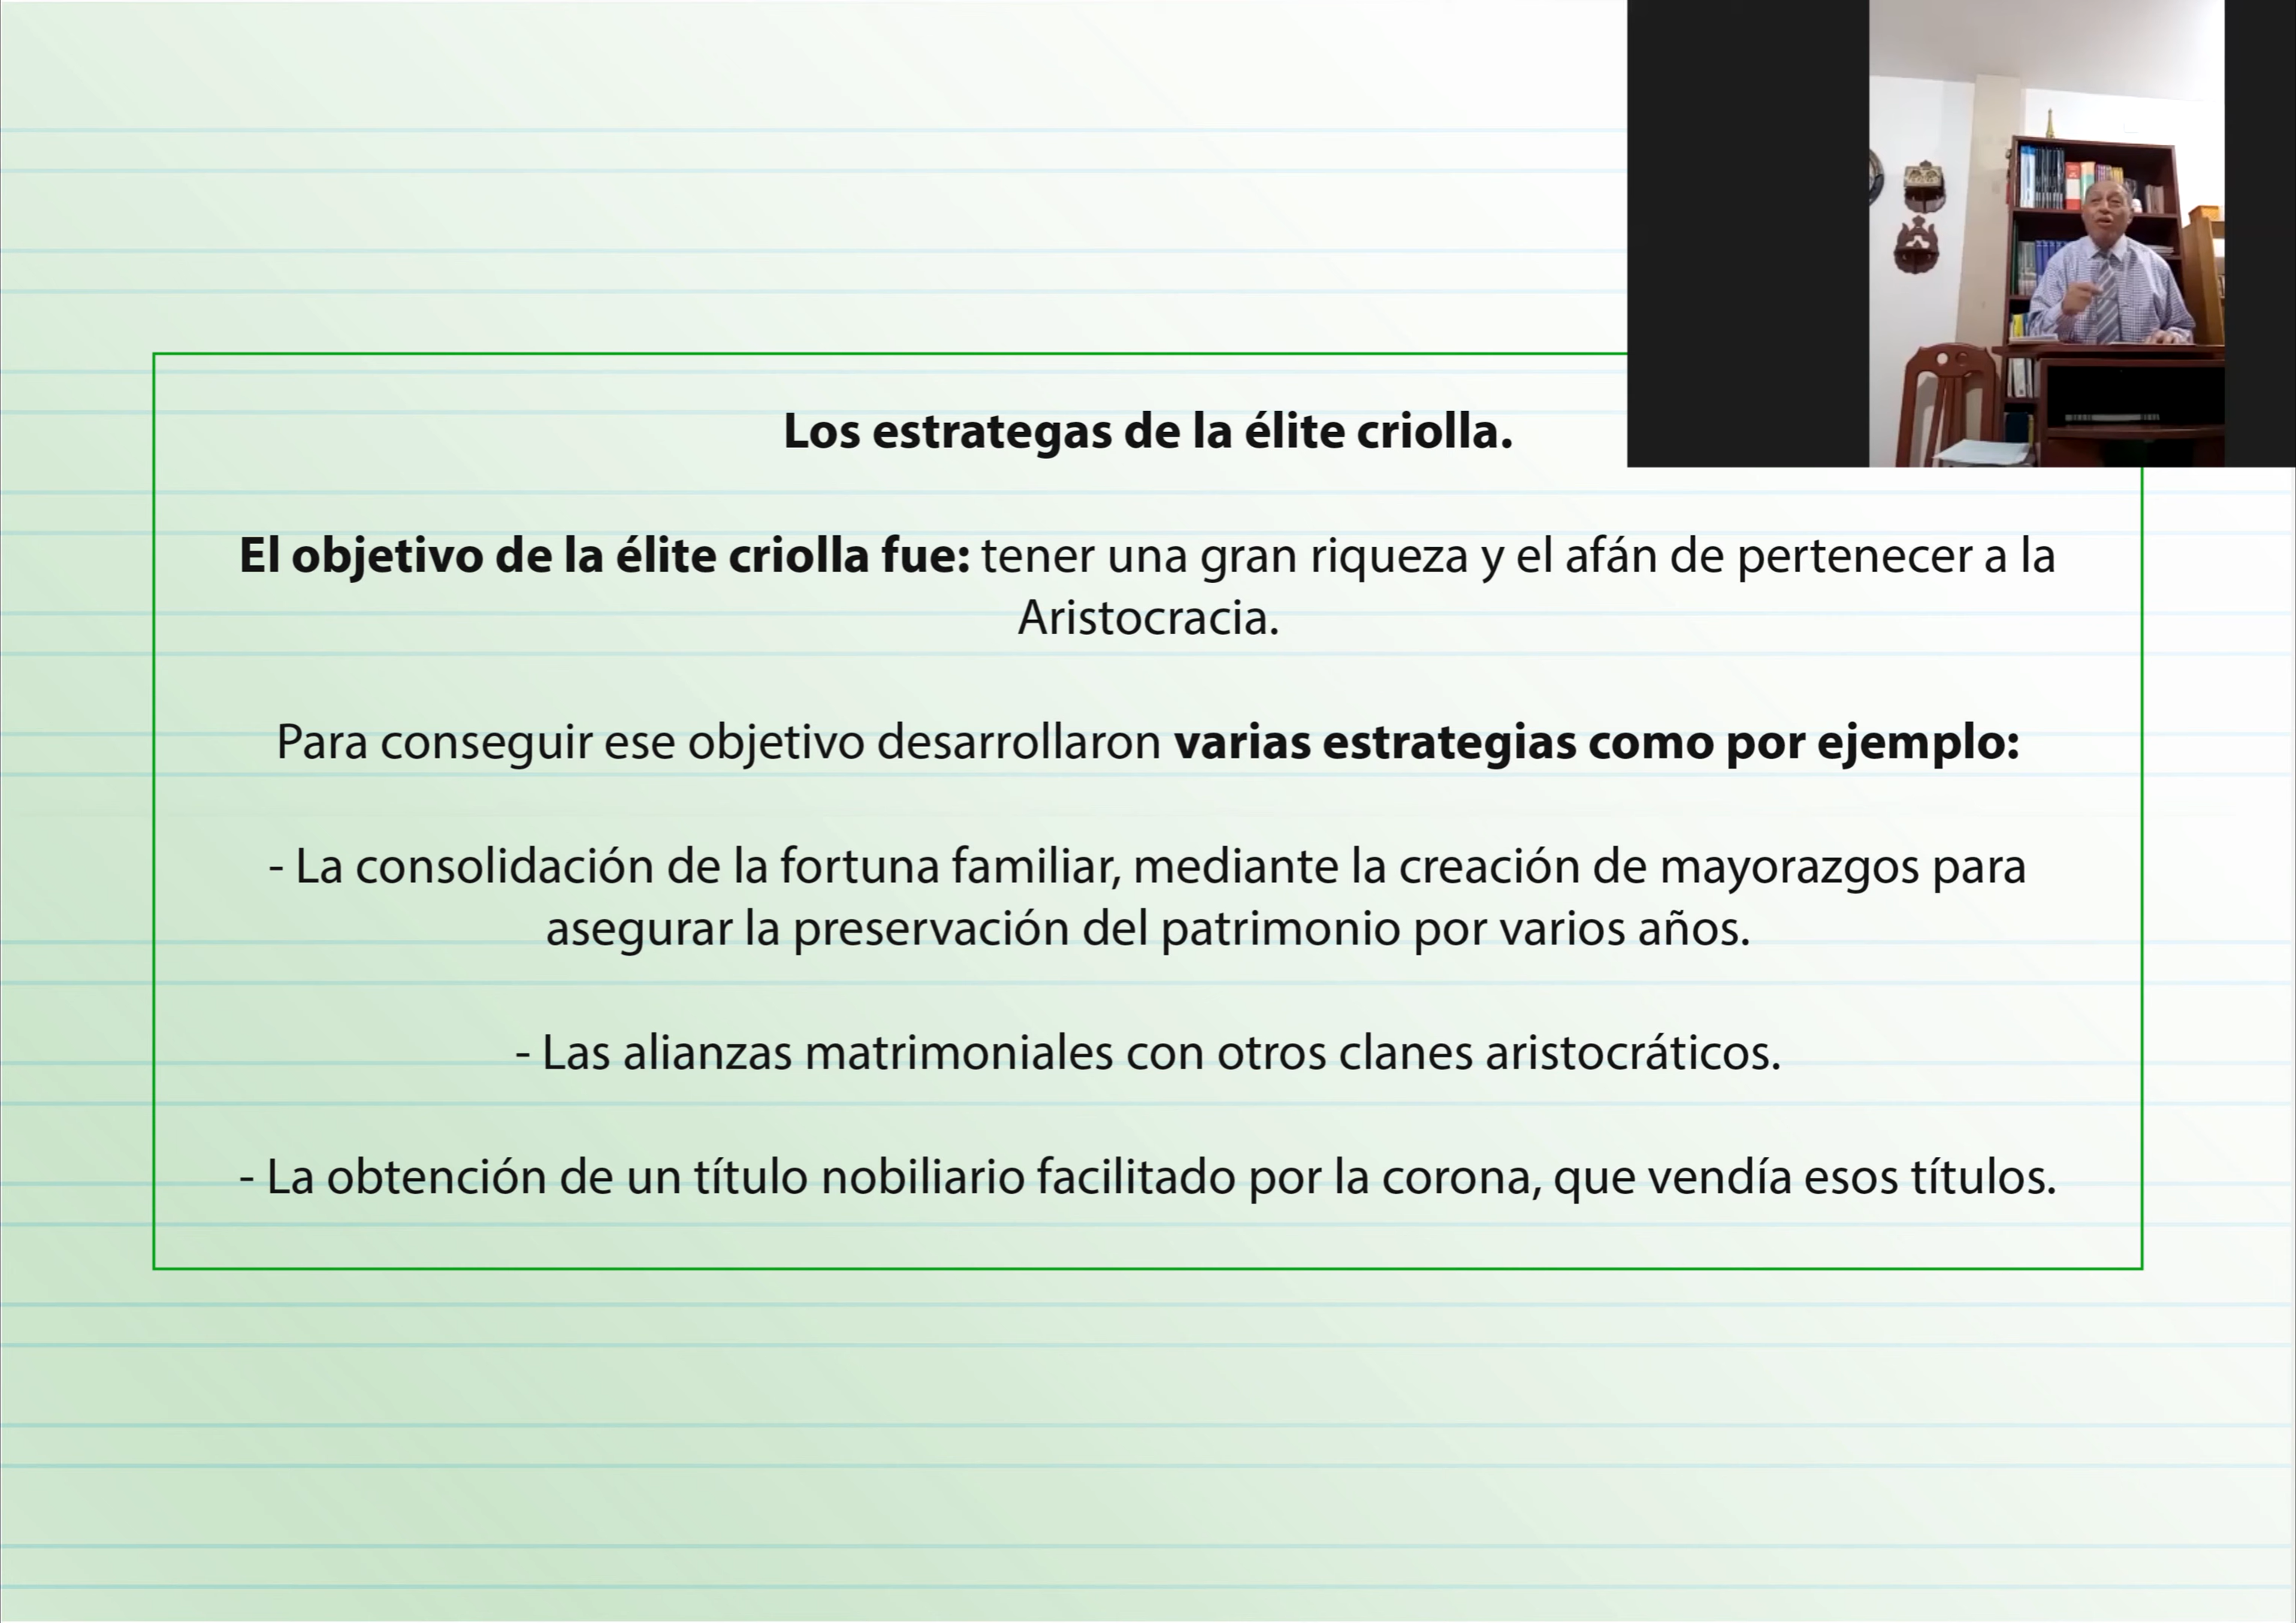 Los estrategas de la élite criolla.
El objetivo de la élite criolla fue: tener una gran riqueza y el afán de pertenecer a la
Aristocracia.
Para conseguir ese objetivo desarrollaron varias estrategias como por ejemplo:
- La consolidación de la fortuna familiar, mediante la creación de mayorazgos para
asegurar la preservación del patrimonio por varios años.
- Las alianzas matrimoniales con otros clanes aristocráticos.
- La obtención de un título nobiliario facilitado por la corona, que vendía esos títulos.